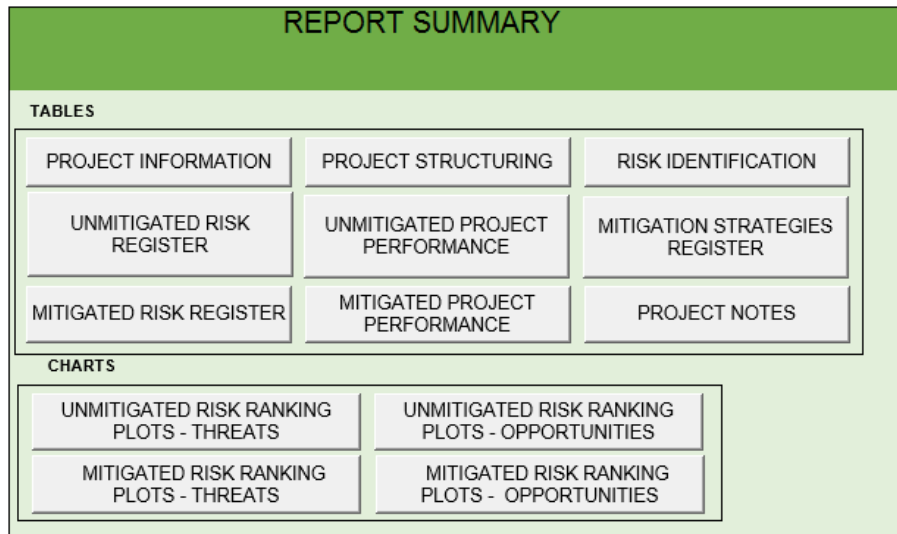 REPORT SUMMARY
TABLES
PROJECT INFORMATION
PROJECT STRUCTURING
RISK IDENTIFICATION
UNMITIGATED RISK
REGISTER
UNMITIGATED PROJECT
PERFORMANCE
MITIGATION STRATEGIES
REGISTER
MITIGATED RISK REGISTER
MITIGATED PROJECT
PERFORMANCE
PROJECT NOTES
CHARTS
UNMITIGATED RISK RANKING
PLOTS - THREATS
UNMITIGATED RISK RANKING
PLOTS - OPPORTUNITIES
MITIGATED RISK RANKING
PLOTS - THREATS
MITIGATED RISK RANKING
PLOTS -  OPPORTUNITIES